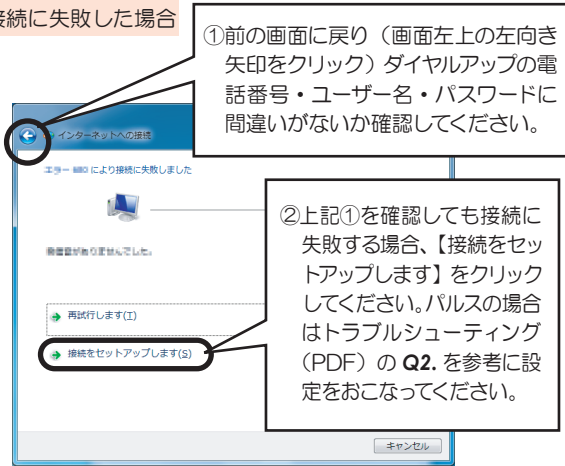 接続に失敗した場合
①前の画面に戻り（画面左上の左向き
矢印をクリック）ダイヤルアップの電
話番号・ユーザー名・パスワードに
間違いがないか確認してください。
インターネットへの接続
エラー により接続に失敗しました
②上記①を確認しても接続に
失敗する場合、【接続をセッ
トアップします】をクリック
してください。パルスの場合
はトラブルシューティング
（PDF）の Q2. を参考に設
定をおこなってください。
再試行します(I)
接続をセットアップします(S)
キャンセル